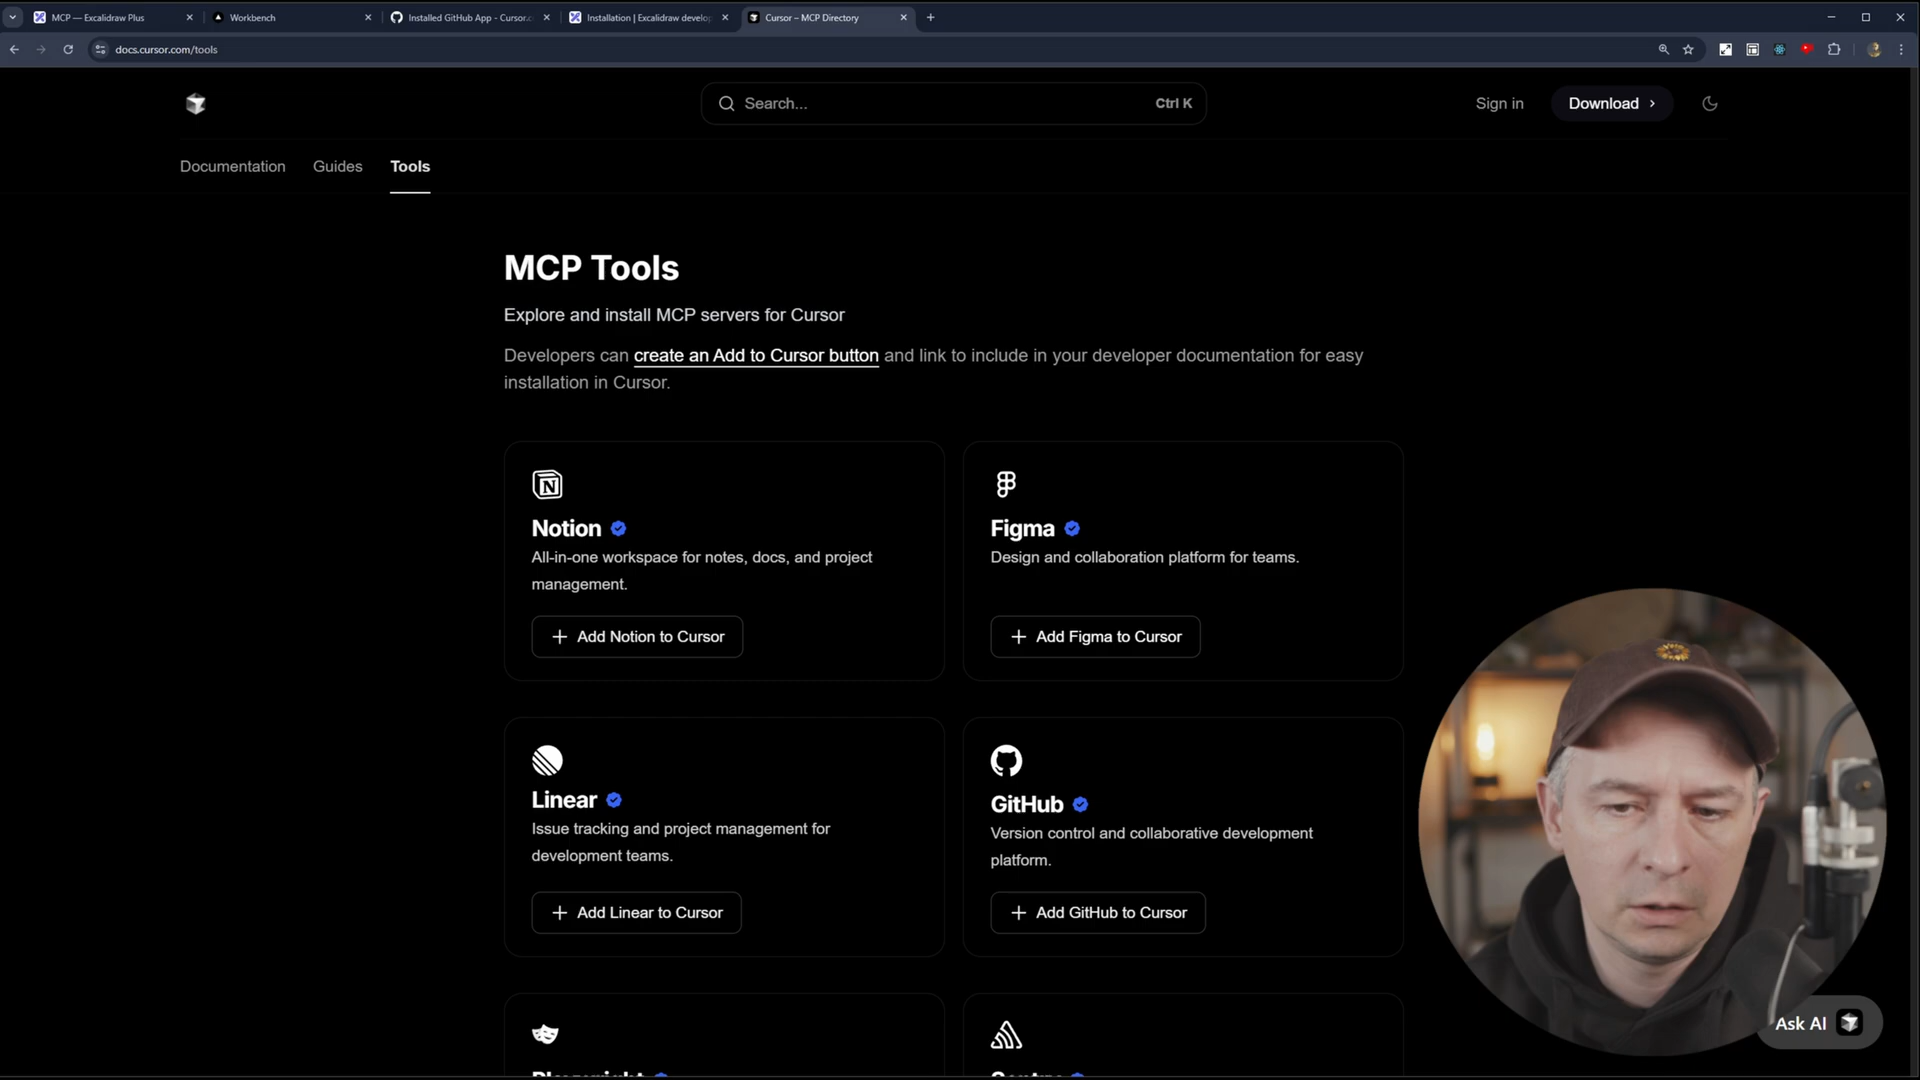 MCP — Excalidraw Plus
Workbench
Installed GitHub App - Cursor.c
Installation | Excalidraw develop
Cursor – MCP Directory
docs.cursor.com/tools
Search...
Ctrl K
Sign in
Download
Documentation
Guides
Tools
MCP Tools
Explore and install MCP servers for Cursor
Developers can create an Add to Cursor button and link to include in your developer documentation for easy
installation in Cursor.
Notion
All-in-one workspace for notes, docs, and project
management.
Add Notion to Cursor
Figma
Design and collaboration platform for teams.
Add Figma to Cursor
Linear
Issue tracking and project management for
development teams.
Add Linear to Cursor
GitHub
Version control and collaborative development
platform.
Add GitHub to Cursor
Ask AI